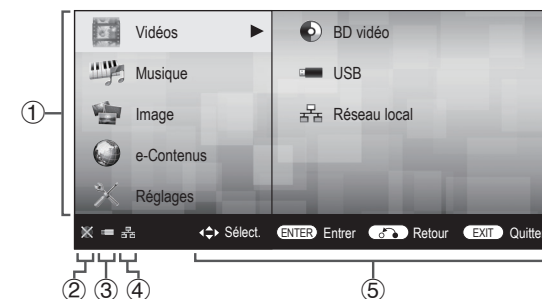 Vidéos
Musique
Image
e-Contenus
Réglages
BD vidéo
USB
Réseau local
Sélect. ENTER Entrer Retour EXIT Quitte
①
② ③ ④ ⑤